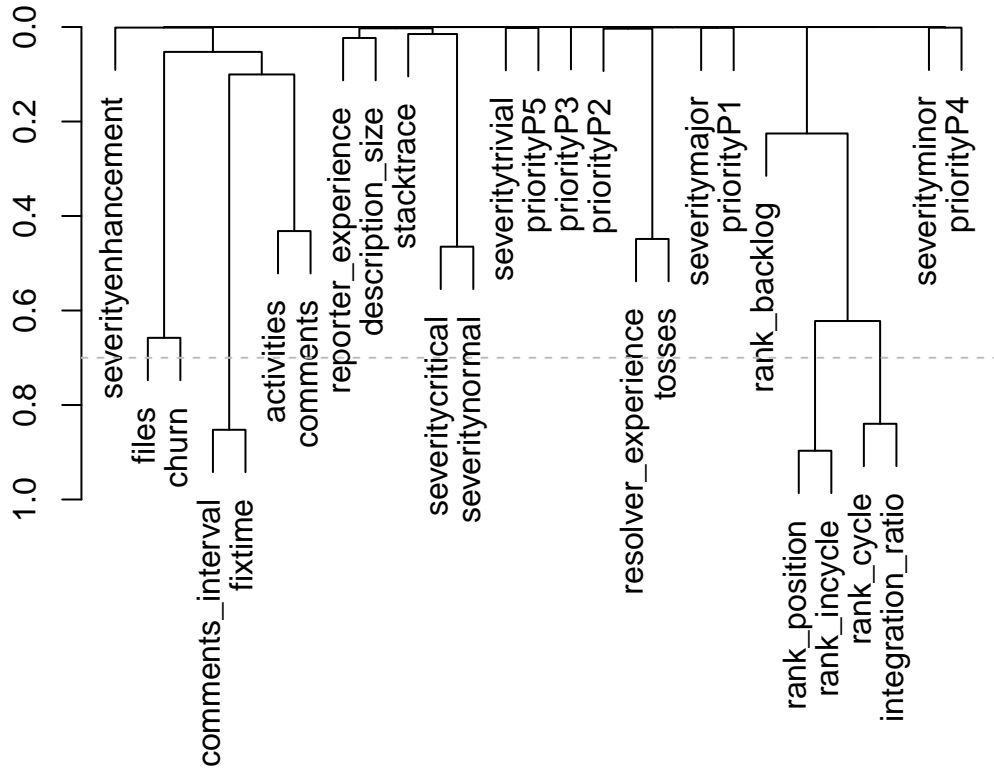 0.0
0.2
0.4
0.6
0.8
1.0
severityenhancement
files
churn
comments_interval
fixtime
activities
comments
reporter_experience
description_size
stacktrace
severitycritical
severitynormal
severitytrivial
priorityP5
priorityP3
priorityP2
resolver_experience
tosses
severitymajor
priorityP1
rank_backlog
rank_position
rank_incycle
rank_cycle
integration_ratio
severityminor
priorityP4